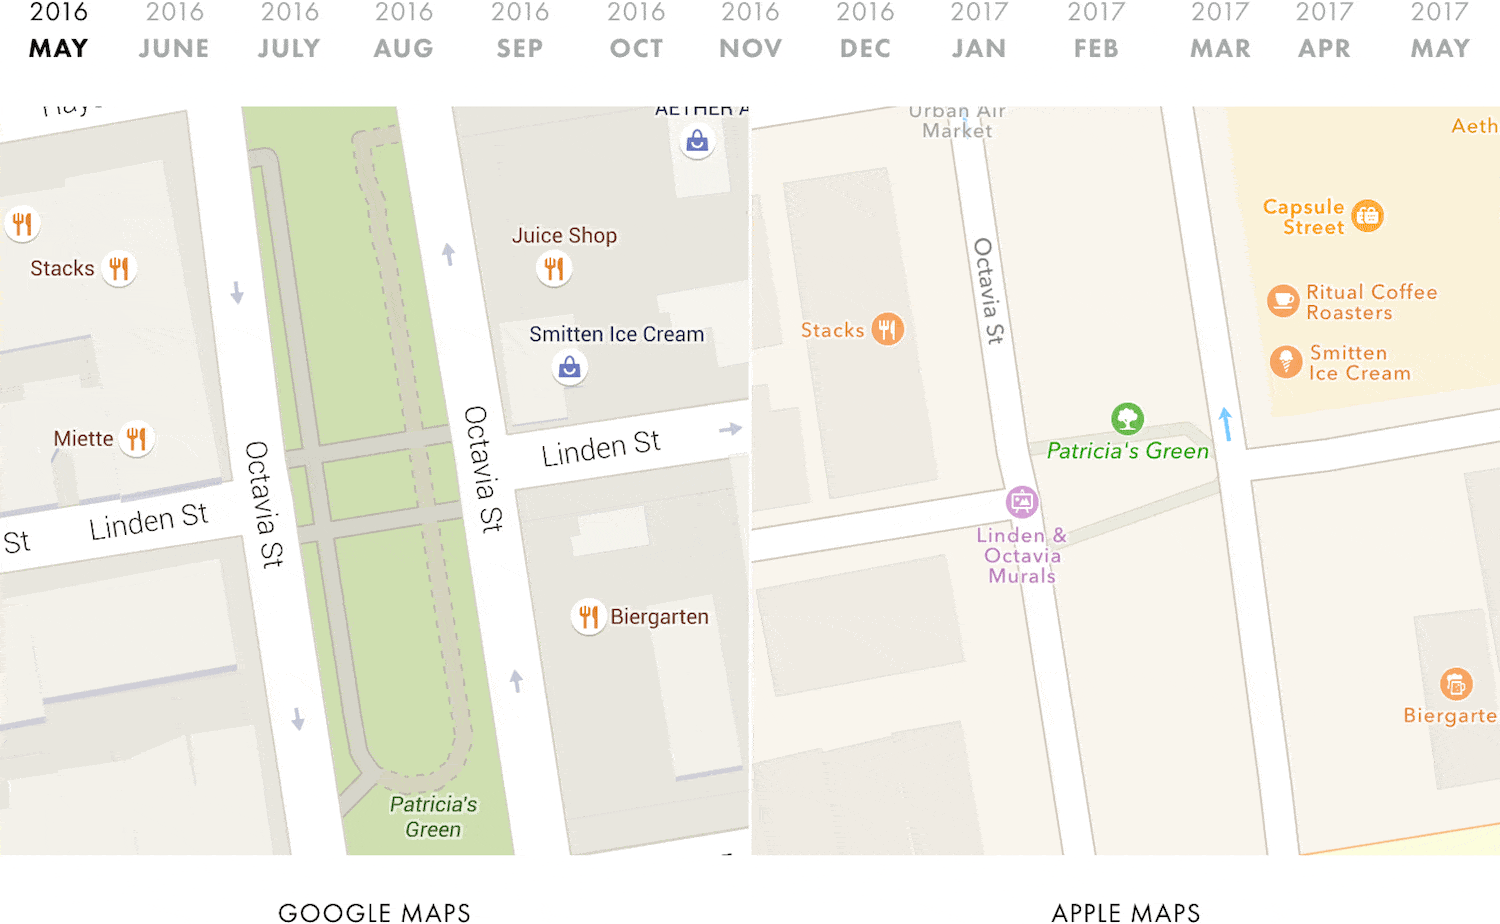 2016 2016 2016 2016 2016 2016 2016 2016 2017 2017 2017 2017 2017
MAY JUNE JULY AUG SEP OCT NOV DEC JAN FEB MAR APR MAY
AETHER A
Stacks
Juice Shop
Smitten Ice Cream
Miette
Octavia St
Octavia St
Linden St
Linden St
St
Biergarten
Patricia's
Green
Urban Air
Market
Aeth
Capsule
Street
Octavia St
Ritual Coffee
Roasters
Stacks
Smitten
Ice Cream
Patricia's Green
Linden &
Octavia
Murals
Biergarte
GOOGLE MAPS
APPLE MAPS